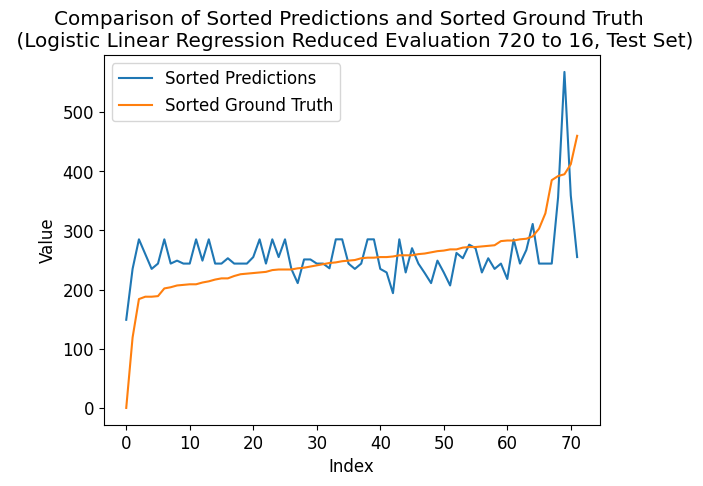 Comparison of Sorted Predictions and Sorted Ground Truth
(Logistic Linear Regression Reduced Evaluation 720 to 16, Test Set)
Sorted Predictions
Sorted Ground Truth
500
400
300
200
100
0
Value
0 10 20 30 40 50 60 70
Index